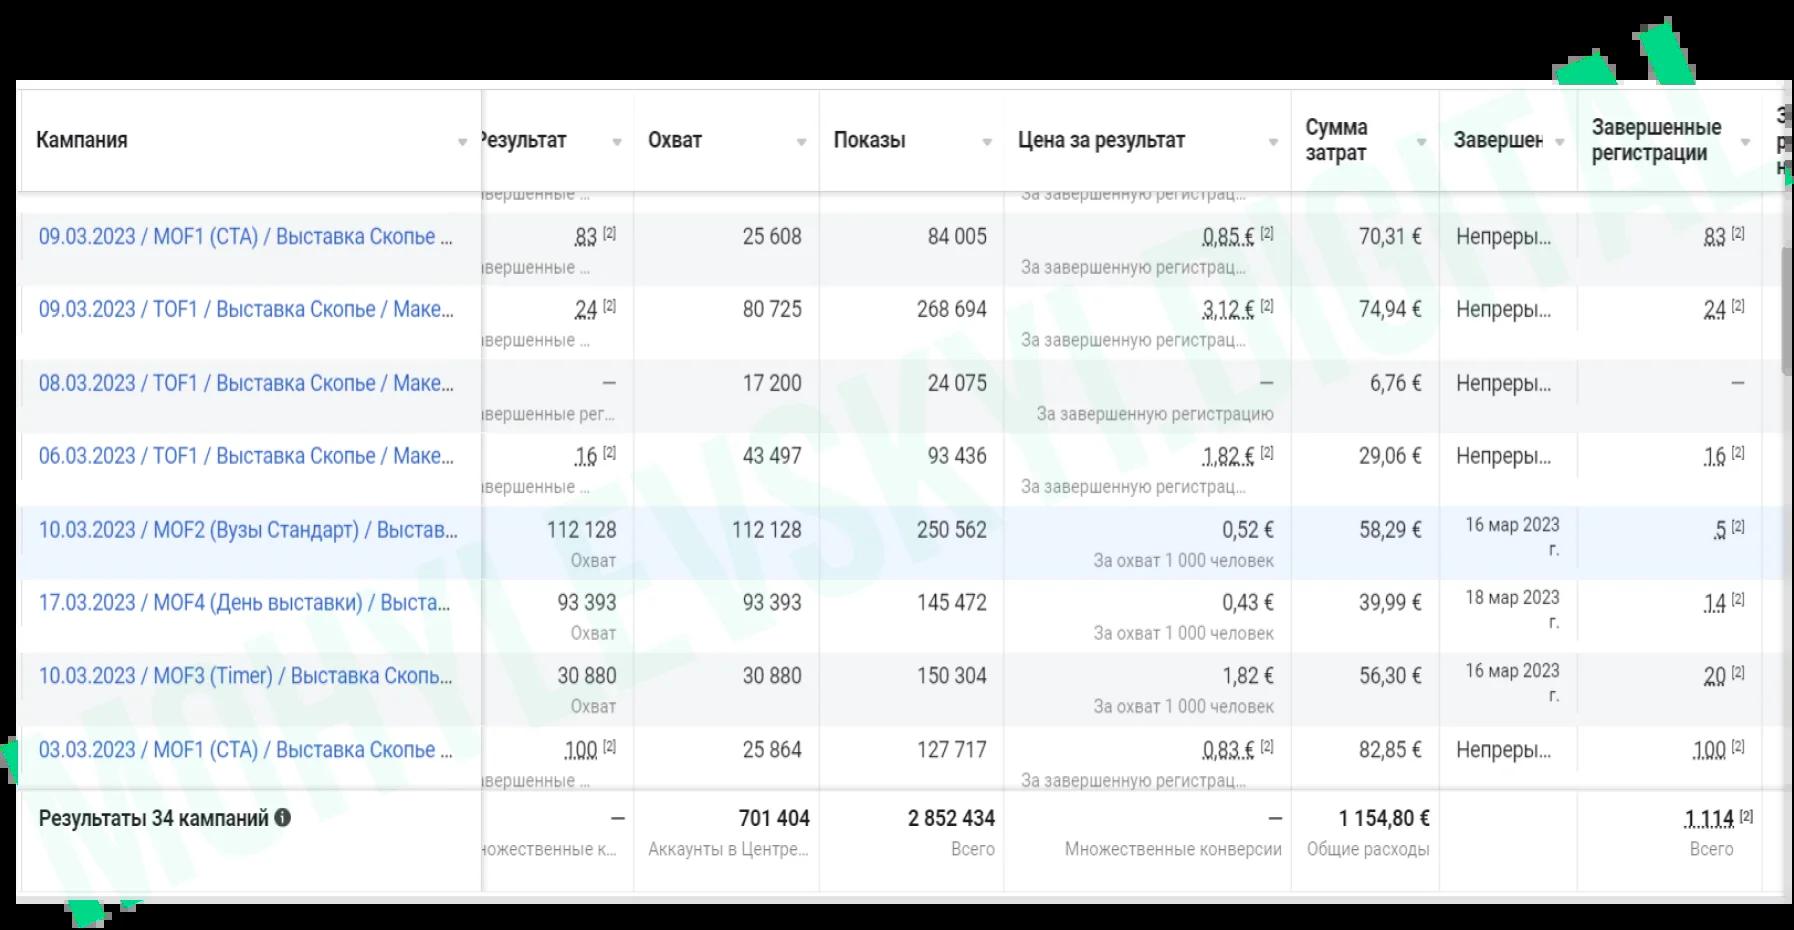 Кампания Результат Охват Показы Цена за результат Сумма затрат Завершен Завершенные регистрации
За завершенную регистрац...
09.03.2023 / MOF1 (CTA) / Выставка Скопье ... 83 [2] 25 608 84 005 0,85 € [2] 70,31 € Непреры... 83 [2]
авершенные ... За завершенную регистрац...
09.03.2023 / TOF1 / Выставка Скопье / Маке... 24 [2] 80 725 268 694 3,12 € [2] 74,94 € Непреры... 24 [2]
авершенные ... За завершенную регистрац...
08.03.2023 / TOF1 / Выставка Скопье / Маке... — 17 200 24 075 — 6,76 € Непреры... —
авершенные рег... За завершенную регистрацию
06.03.2023 / TOF1 / Выставка Скопье / Маке... 16 [2] 43 497 93 436 1,82 € [2] 29,06 € Непреры... 16 [2]
авершенные ... За завершенную регистрац...
10.03.2023 / MOF2 (Вузы Стандарт) / Выстав... 112 128 112 128 250 562 0,52 € 58,29 € 16 мар 2023 г. 5 [2]
Охват За охват 1 000 человек
17.03.2023 / MOF4 (День выставки) / Выста... 93 393 93 393 145 472 0,43 € 39,99 € 18 мар 2023 г. 14 [2]
Охват За охват 1 000 человек
10.03.2023 / MOF3 (Timer) / Выставка Скопь... 30 880 30 880 150 304 1,82 € 56,30 € 16 мар 2023 г. 20 [2]
Охват За охват 1 000 человек
03.03.2023 / MOF1 (CTA) / Выставка Скопье ... 100 [2] 25 864 127 717 0,83 € [2] 82,85 € Непреры... 100 [2]
авершенные ... За завершенную регистрац...
Результаты 34 кампаний — 701 404 2 852 434 — 1 154,80 € 1 114 [2]
ножественные к... Аккаунты в Центре... Всего Множественные конверсии Общие расходы Всего
MOHYLEVSKYI.DIGITAL